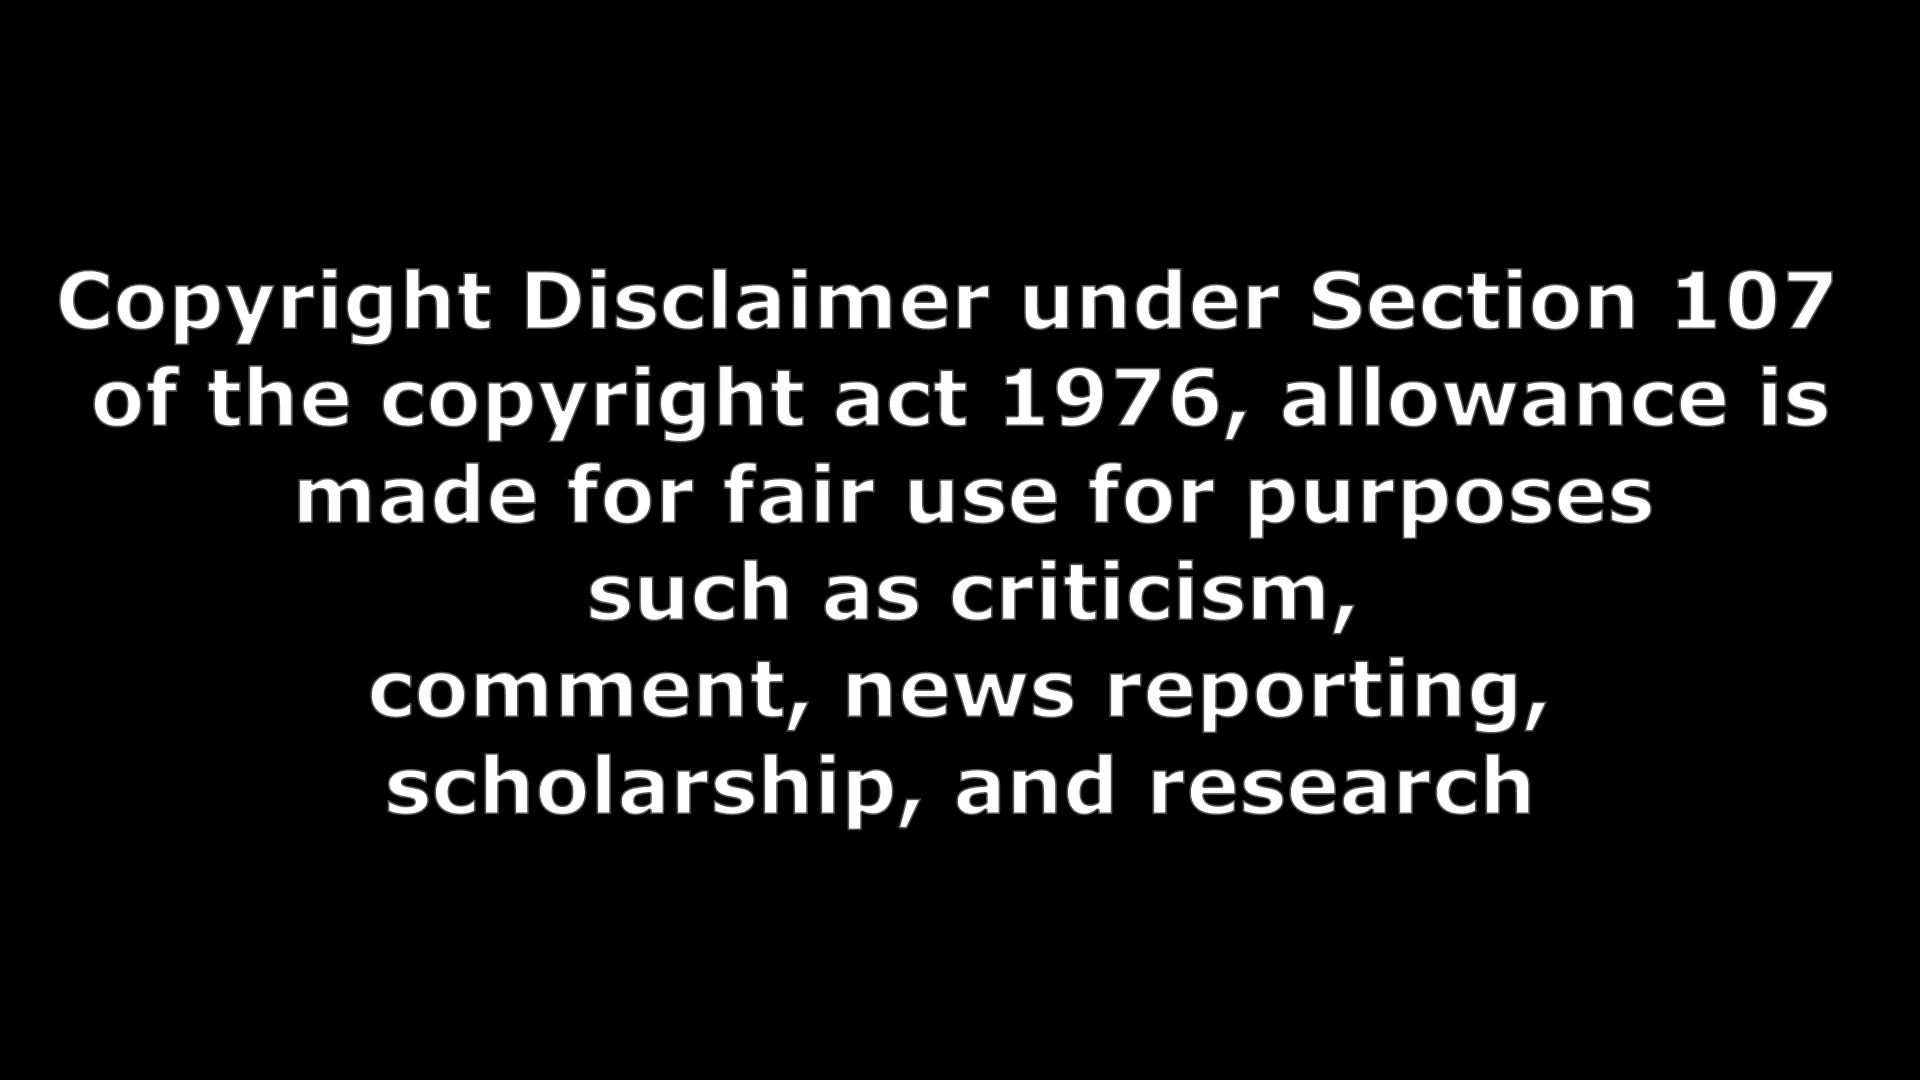 Copyright Disclaimer under Section 107
of the copyright act 1976, allowance is
made for fair use for purposes
such as criticism,
comment, news reporting,
scholarship, and research